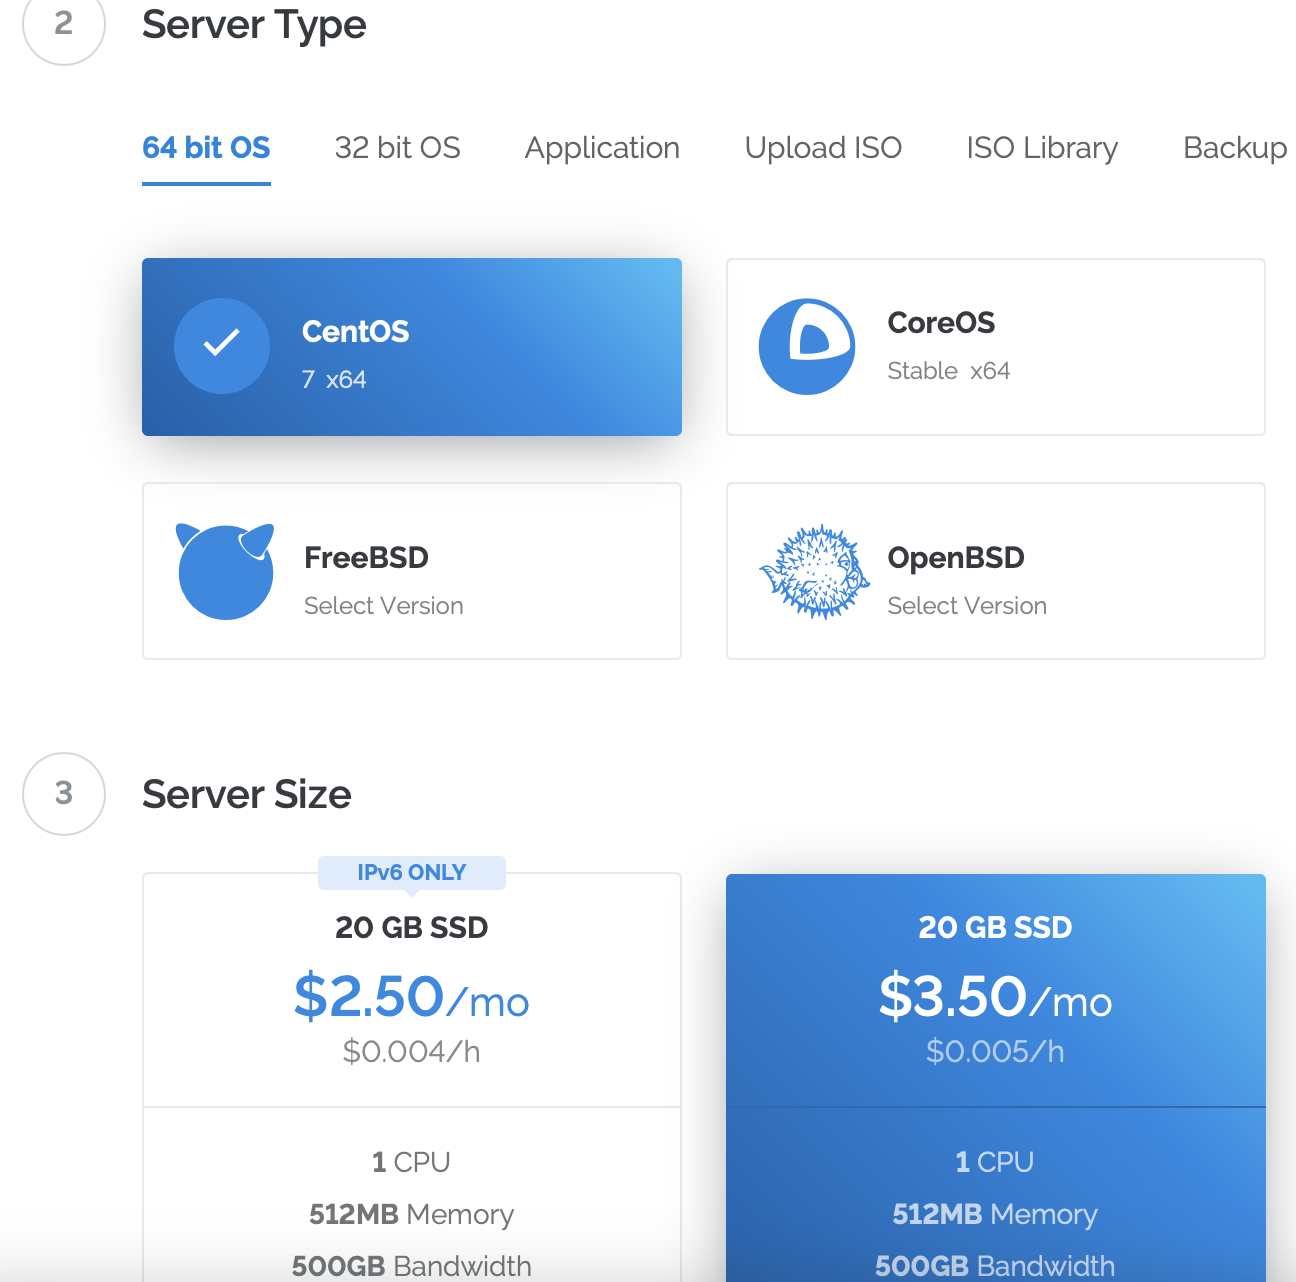 2
Server Type
64 bit OS 32 bit OS Application Upload ISO ISO Library Backup
CentOS
7 x64
CoreOS
Stable x64
FreeBSD
Select Version
OpenBSD
Select Version
3
Server Size
IPv6 ONLY
20 GB SSD
$2.50/mo
$0.004/h
1 CPU
512MB Memory
500GB Bandwidth
20 GB SSD
$3.50/mo
$0.005/h
1 CPU
512MB Memory
500GB Bandwidth